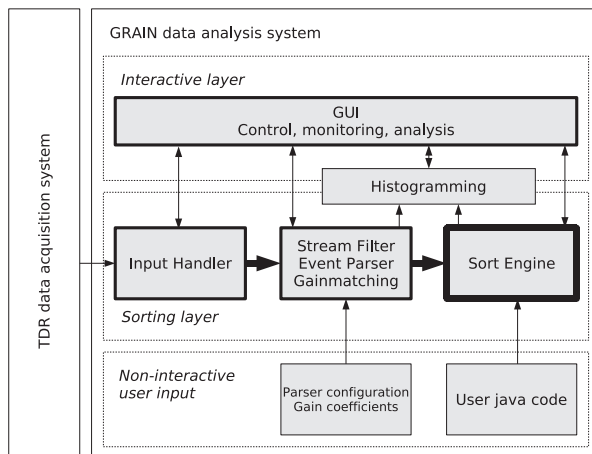 TDR data acquisition system
GRAIN data analysis system
Interactive layer
GUI
Control, monitoring, analysis
Histogramming
Input Handler
Stream Filter
Event Parser
Gainmatching
Sort Engine
Sorting layer
Non-interactive
user input
Parser configuration
Gain coefficients
User java code